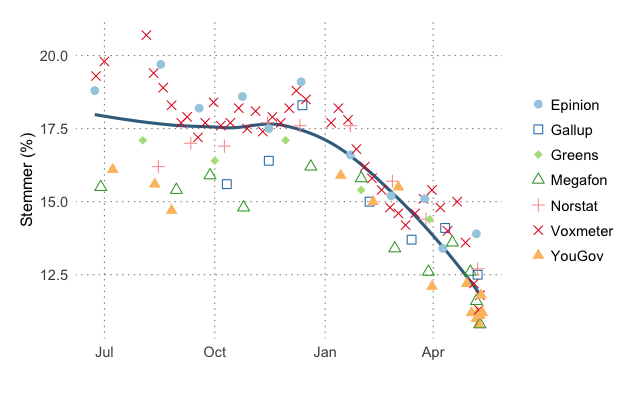 20.0
17.5
15.0
12.5
Stemmer (%)
Jul
Oct
Jan
Apr
Epinion
Gallup
Greens
Megafon
Norstat
Voxmeter
YouGov